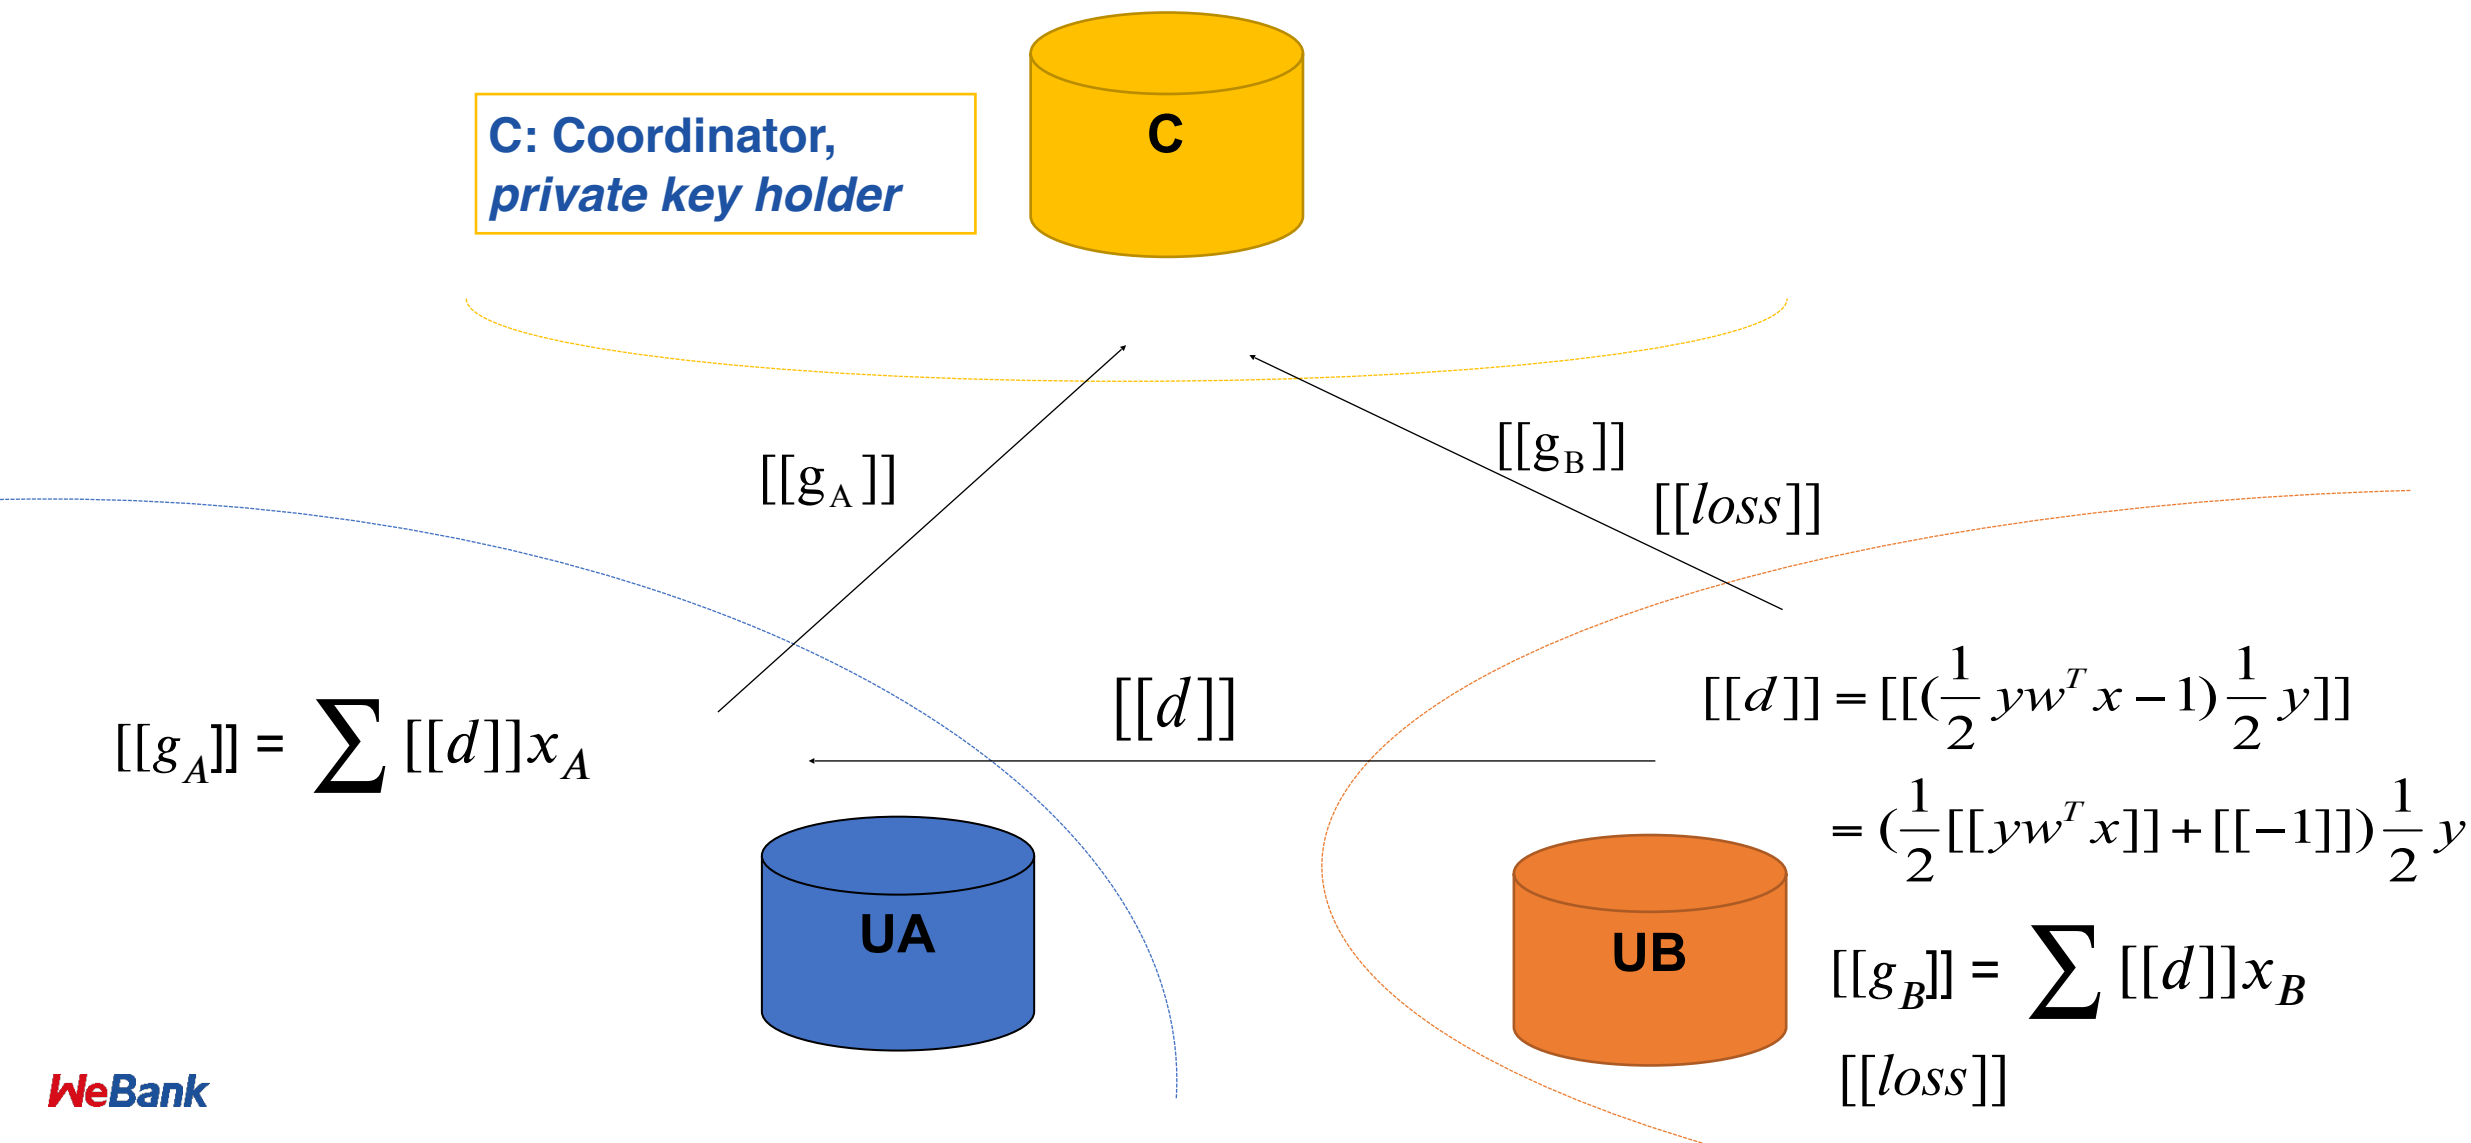 C
C: Coordinator,
private key holder
[[g_A]]
[[g_B]]
[[loss]]
[[d]]
[[d]] = [[(1/2 yw^T x − 1) 1/2 y]]
[[g_A]] = ∑ [[d]]x_A
= (1/2 [[yw^T x]] + [[−1]]) 1/2 y
UA
UB
[[g_B]] = ∑ [[d]]x_B
[[loss]]
WeBank